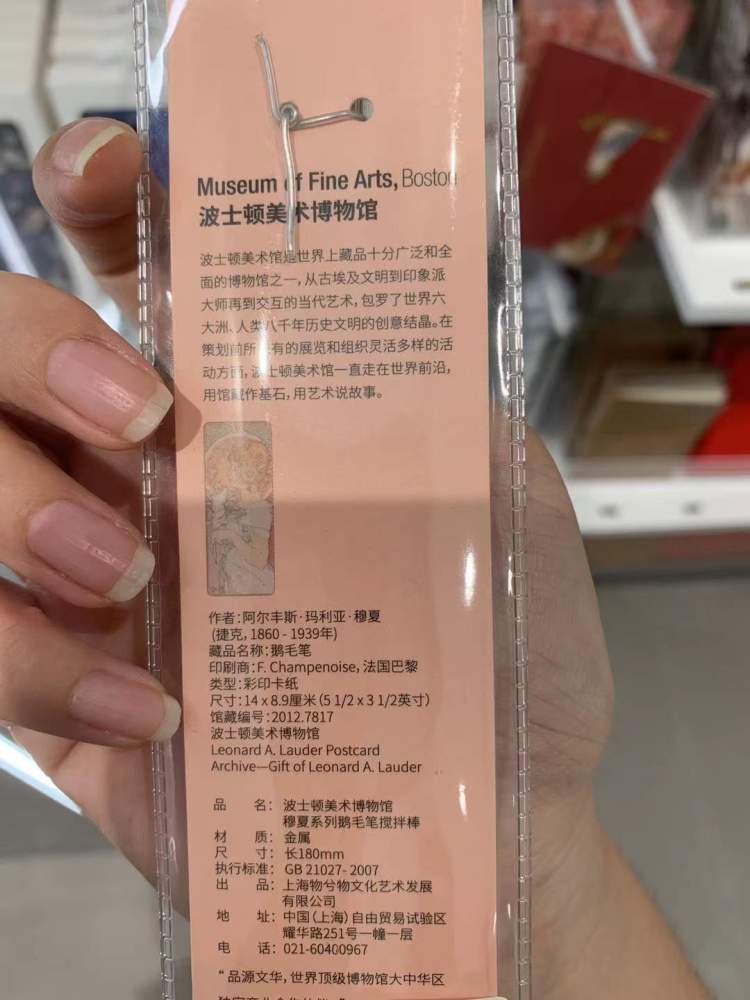 Museum of Fine Arts, Boston
波士顿美术博物馆
波士顿美术馆是世界上藏品十分广泛和全
面的博物馆之一，从古埃及文明到印象派
大师再到交互的当代艺术，包罗了世界六
大洲、人类八千年历史文明的创意结晶。在
策划前所未有的展览和组织灵活多样的活
动方面，波士顿美术馆一直走在世界前沿，
用馆藏作基石，用艺术说故事。
作者：阿尔丰斯·玛利亚·穆夏
(捷克，1860 - 1939年)
藏品名称：鹅毛笔
印刷商：F. Champenoise，法国巴黎
类型：彩印卡纸
尺寸：14 x 8.9厘米（5 1/2 x 3 1/2英寸）
馆藏编号：2012.7817
波士顿美术博物馆
Leonard A. Lauder Postcard
Archive—Gift of Leonard A. Lauder
品 名： 波士顿美术博物馆
穆夏系列鹅毛笔搅拌棒
材 质： 金属
尺 寸： 长180mm
执行标准： GB 21027- 2007
出 品： 上海物兮物文化艺术发展
有限公司
地 址： 中国（上海）自由贸易试验区
耀华路251号一幢一层
电 话： 021-60400967
“品源文华，世界顶级博物馆大中华区